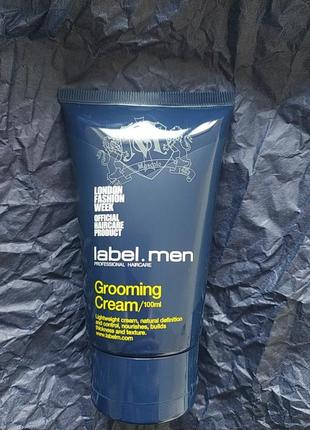 LONDON
FASHION
WEEK
OFFICIAL
HAIRCARE
PRODUCT
label.men
PROFESSIONAL HAIRCARE
Grooming
Cream/100ml
Lightweight cream, natural definition
and control, nourishes, builds
thickness and texture.
www.labelm.com